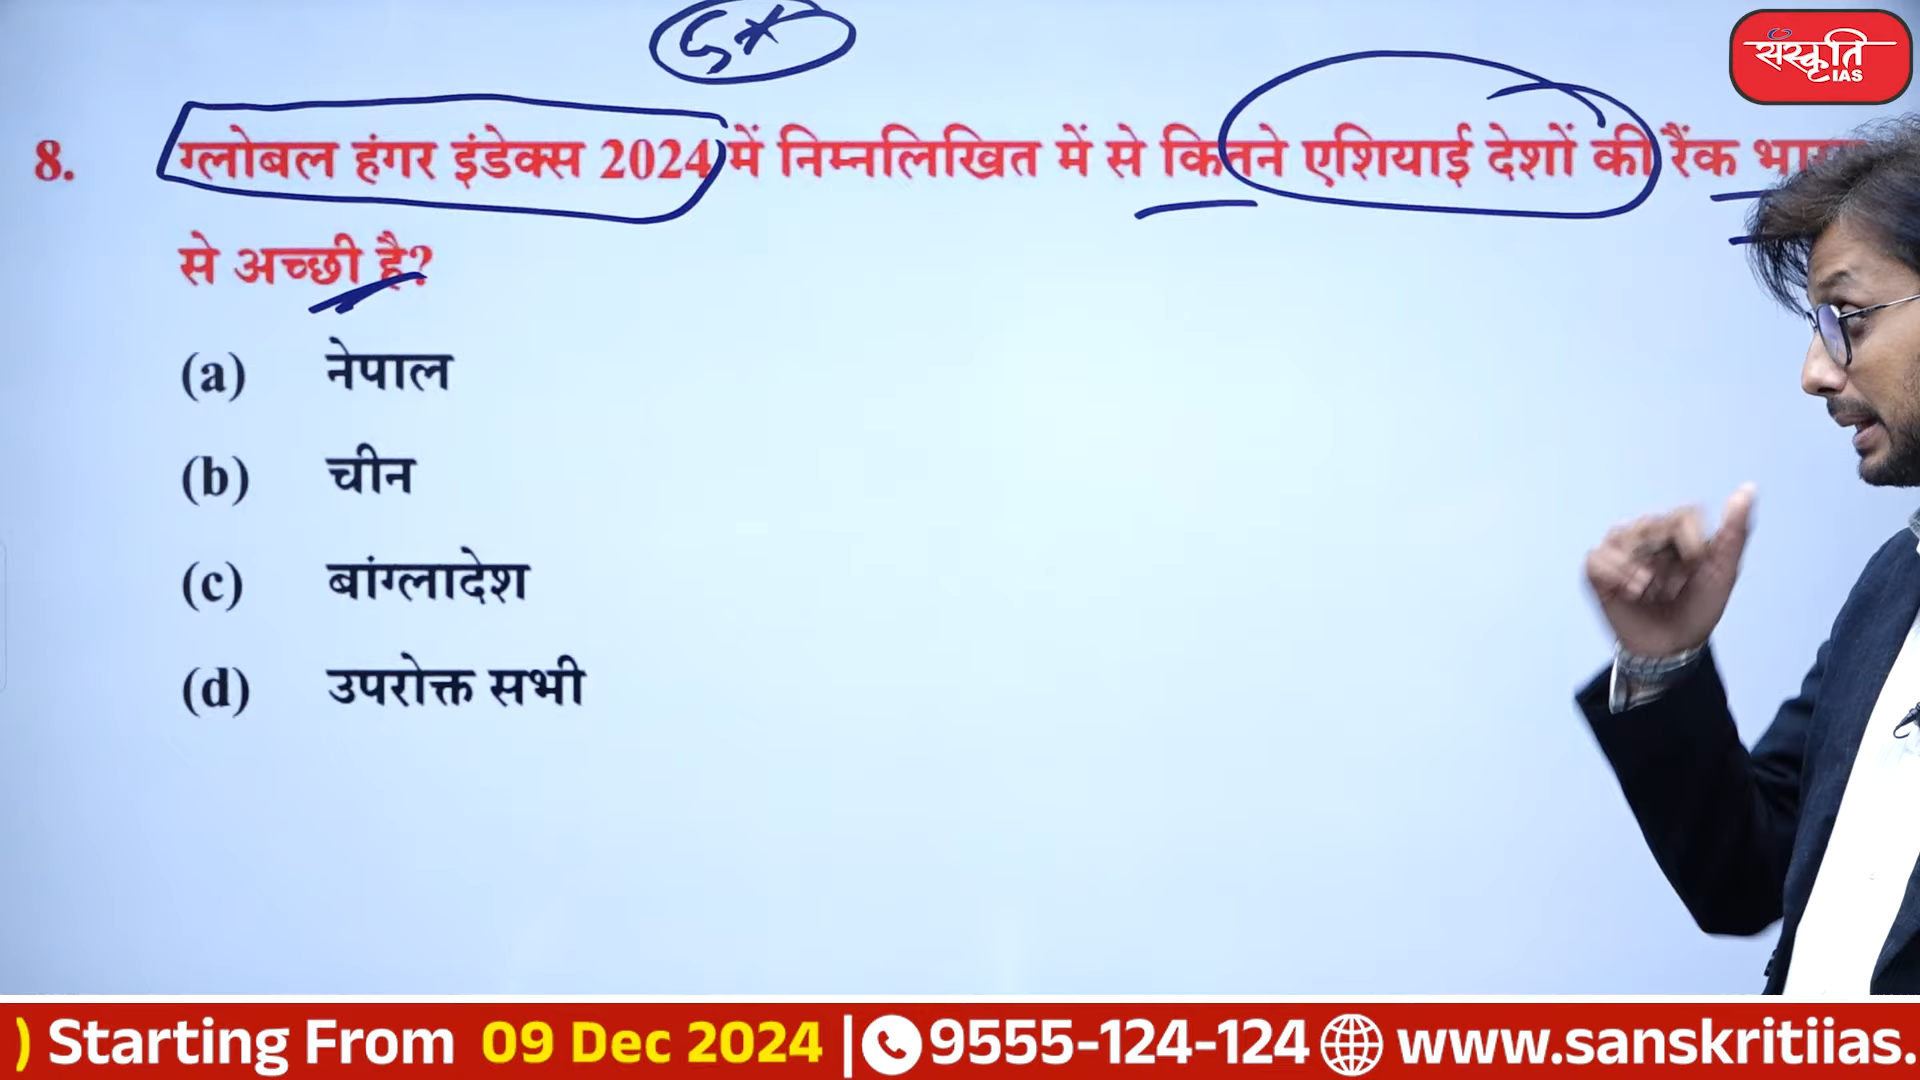 5*
संस्कृति
IAS
8. ग्लोबल हंगर इंडेक्स 2024 में निम्नलिखित में से कितने एशियाई देशों की रैंक
से अच्छी है?
(a) नेपाल
(b) चीन
(c) बांग्लादेश
(d) उपरोक्त सभी
) Starting From 09 Dec 2024 | 9555-124-124 www.sanskritiias.